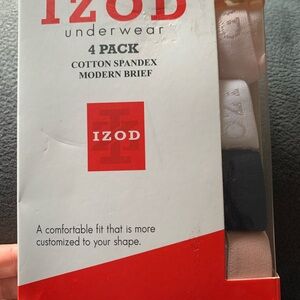 IZOD
underwear
4 PACK
COTTON SPANDEX
MODERN BRIEF
IZOD
A comfortable fit that is more
customized to your shape.